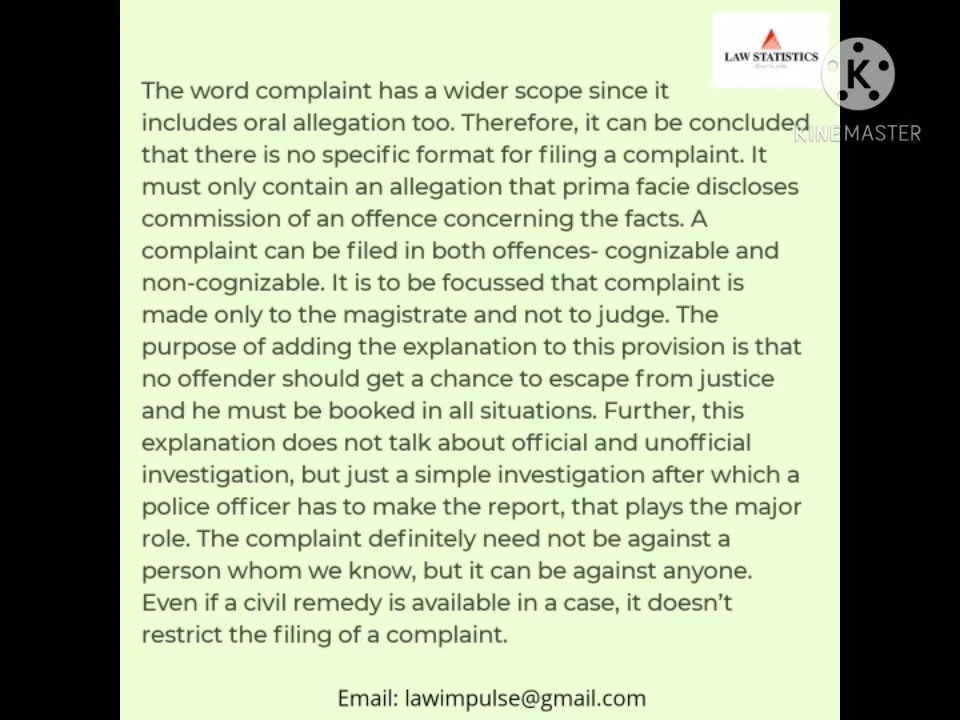 LAW STATISTICS
K
KINEMASTER
The word complaint has a wider scope since it
includes oral allegation too. Therefore, it can be concluded
that there is no specific format for filing a complaint. It
must only contain an allegation that prima facie discloses
commission of an offence concerning the facts. A
complaint can be filed in both offences- cognizable and
non-cognizable. It is to be focussed that complaint is
made only to the magistrate and not to judge. The
purpose of adding the explanation to this provision is that
no offender should get a chance to escape from justice
and he must be booked in all situations. Further, this
explanation does not talk about official and unofficial
investigation, but just a simple investigation after which a
police officer has to make the report, that plays the major
role. The complaint definitely need not be against a
person whom we know, but it can be against anyone.
Even if a civil remedy is available in a case, it doesn’t
restrict the filing of a complaint.
Email: lawimpulse@gmail.com